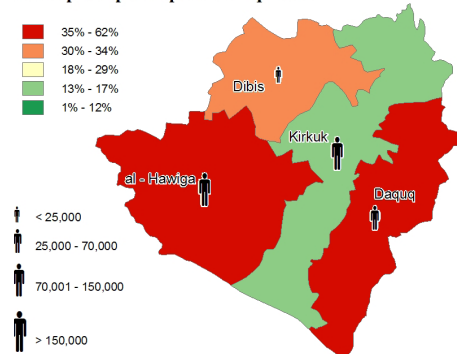 35% - 62%
30% - 34%
18% - 29%
13% - 17%
1% - 12%
Dibis
Kirkuk
al - Hawiga
Daquq
< 25,000
25,000 - 70,000
70,001 - 150,000
> 150,000